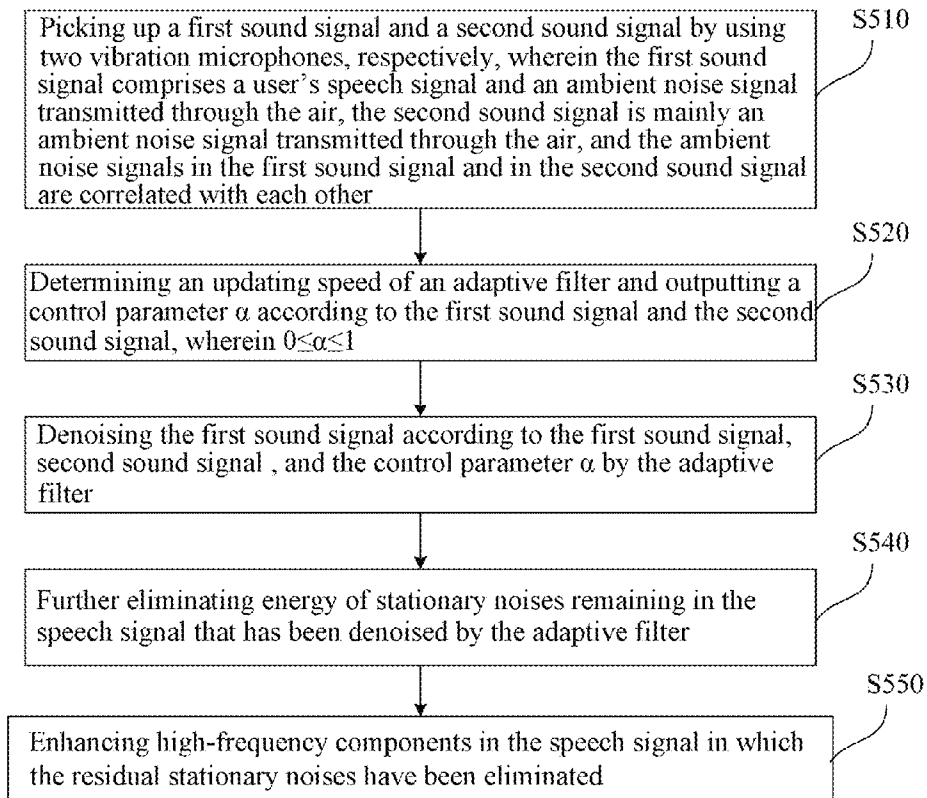 S510
Picking up a first sound signal and a second sound signal by using
two vibration microphones, respectively, wherein the first sound
signal comprises a user's speech signal and an ambient noise signal
transmitted through the air, the second sound signal is mainly an
ambient noise signal transmitted through the air, and the ambient
noise signals in the first sound signal and in the second sound signal
are correlated with each other
S520
Determining an updating speed of an adaptive filter and outputting a
control parameter α according to the first sound signal and the second
sound signal, wherein 0≤α≤1
S530
Denoising the first sound signal according to the first sound signal,
second sound signal , and the control parameter α by the adaptive
filter
S540
Further eliminating energy of stationary noises remaining in the
speech signal that has been denoised by the adaptive filter
S550
Enhancing high-frequency components in the speech signal in which
the residual stationary noises have been eliminated